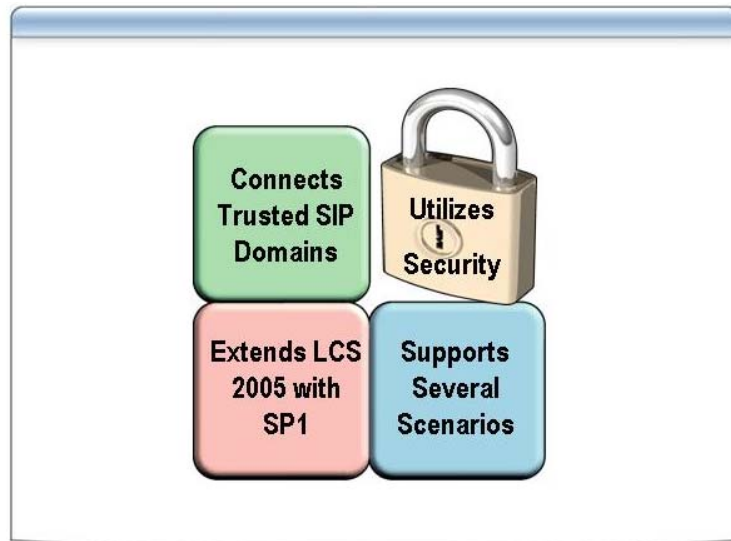 Connects
Trusted SIP
Domains
Utilizes
Security
Extends LCS
2005 with
SP1
Supports
Several
Scenarios